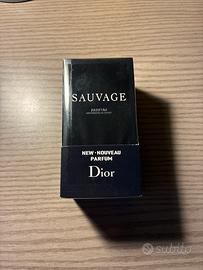 SAUVAGE
PARFUM
NEW • NOUVEAU
PARFUM
Dior
subito